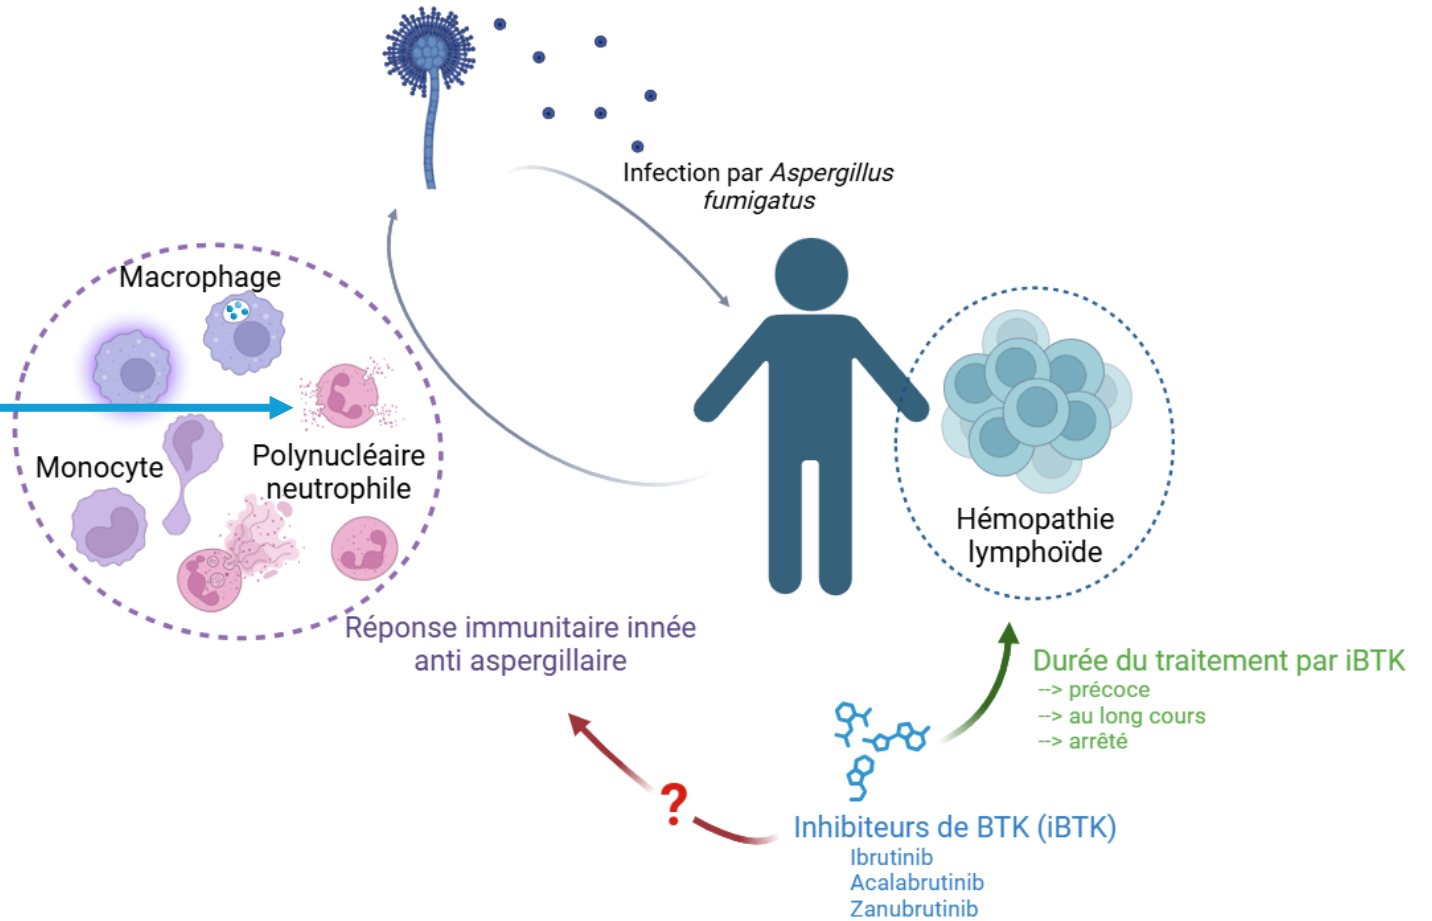 Infection par Aspergillus
fumigatus
Macrophage
Monocyte
Polynucléaire
neutrophile
Hémopathie
lymphoïde
Réponse immunitaire innée
anti aspergillaire
Durée du traitement par iBTK
--> précoce
--> au long cours
--> arrêté
?
Inhibiteurs de BTK (iBTK)
Ibrutinib
Acalabrutinib
Zanubrutinib